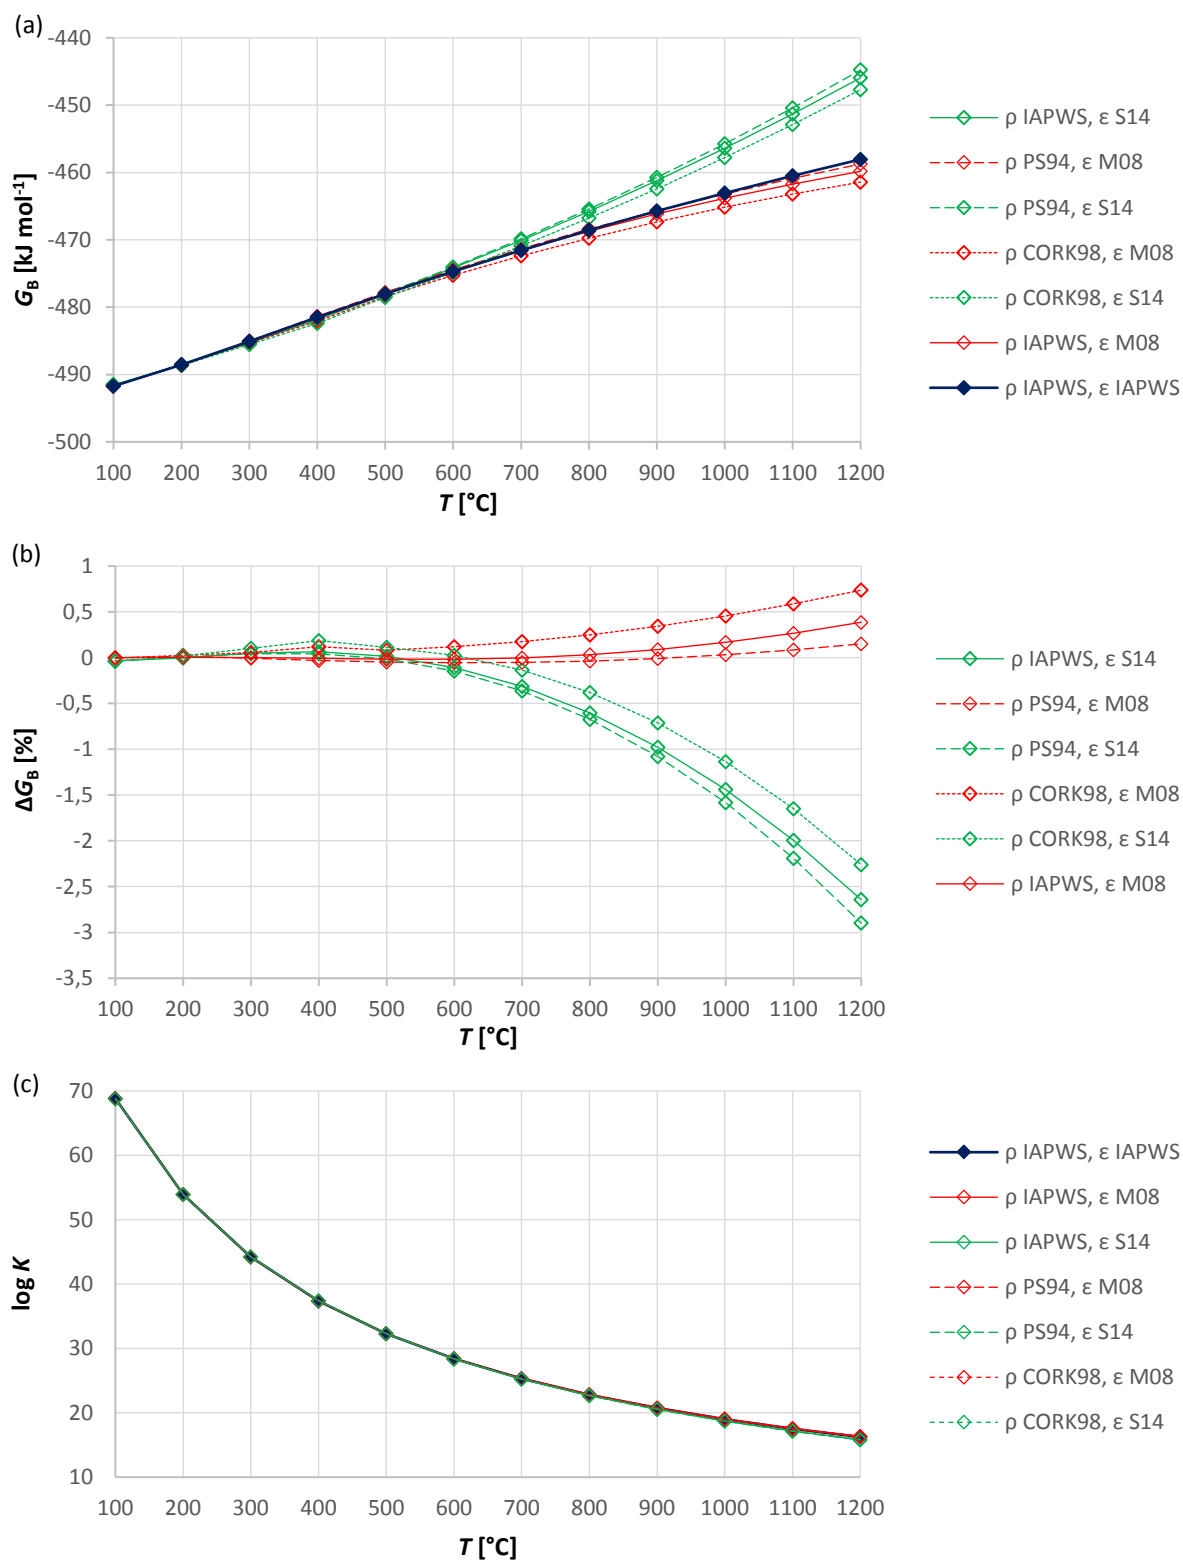 (a)
-440
-450
-460
-470
-480
-490
-500
G_B [kJ mol⁻¹]
100 200 300 400 500 600 700 800 900 1000 1100 1200
T [°C]
ρ IAPWS, ε S14
ρ PS94, ε M08
ρ PS94, ε S14
ρ CORK98, ε M08
ρ CORK98, ε S14
ρ IAPWS, ε M08
ρ IAPWS, ε IAPWS
(b)
1
0,5
0
-0,5
-1
-1,5
-2
-2,5
-3
-3,5
ΔG_B [%]
100 200 300 400 500 600 700 800 900 1000 1100 1200
T [°C]
ρ IAPWS, ε S14
ρ PS94, ε M08
ρ PS94, ε S14
ρ CORK98, ε M08
ρ CORK98, ε S14
ρ IAPWS, ε M08
(c)
70
60
50
40
30
20
10
log K
100 200 300 400 500 600 700 800 900 1000 1100 1200
T [°C]
ρ IAPWS, ε IAPWS
ρ IAPWS, ε M08
ρ IAPWS, ε S14
ρ PS94, ε M08
ρ PS94, ε S14
ρ CORK98, ε M08
ρ CORK98, ε S14